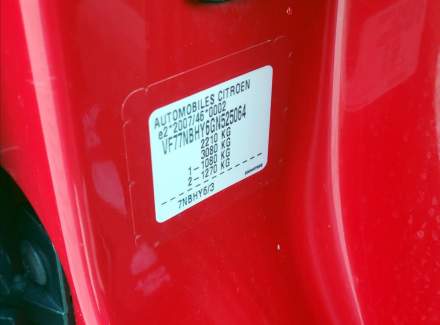 AUTOMOBILES CITROEN
e2*2007/46*0002
VF77NBHY6GN525064
2210 KG
3080 KG
1- 1080 KG
2- 1270 KG
7NBHY6/3